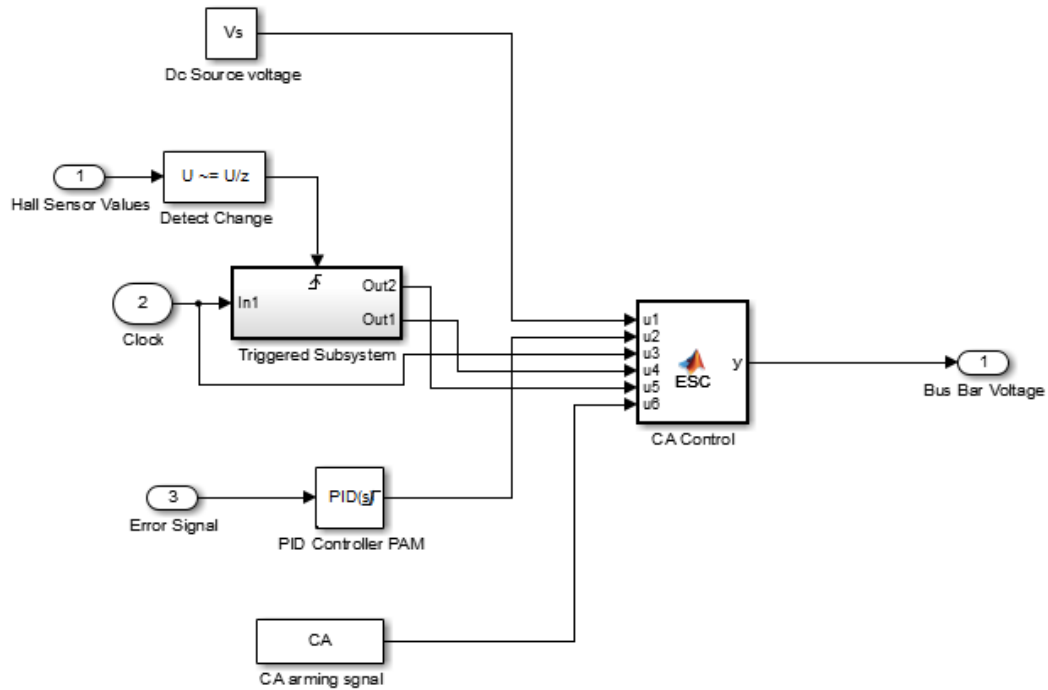 Vs
Dc Source voltage
1
Hall Sensor Values
U ~= U/z
Detect Change
2
Clock
In1
Out2
Out1
Triggered Subsystem
u1
u2
u3
u4
u5
u6
ESC
y
CA Control
1
Bus Bar Voltage
3
Error Signal
PID(s)
PID Controller PAM
CA
CA arming sgnal